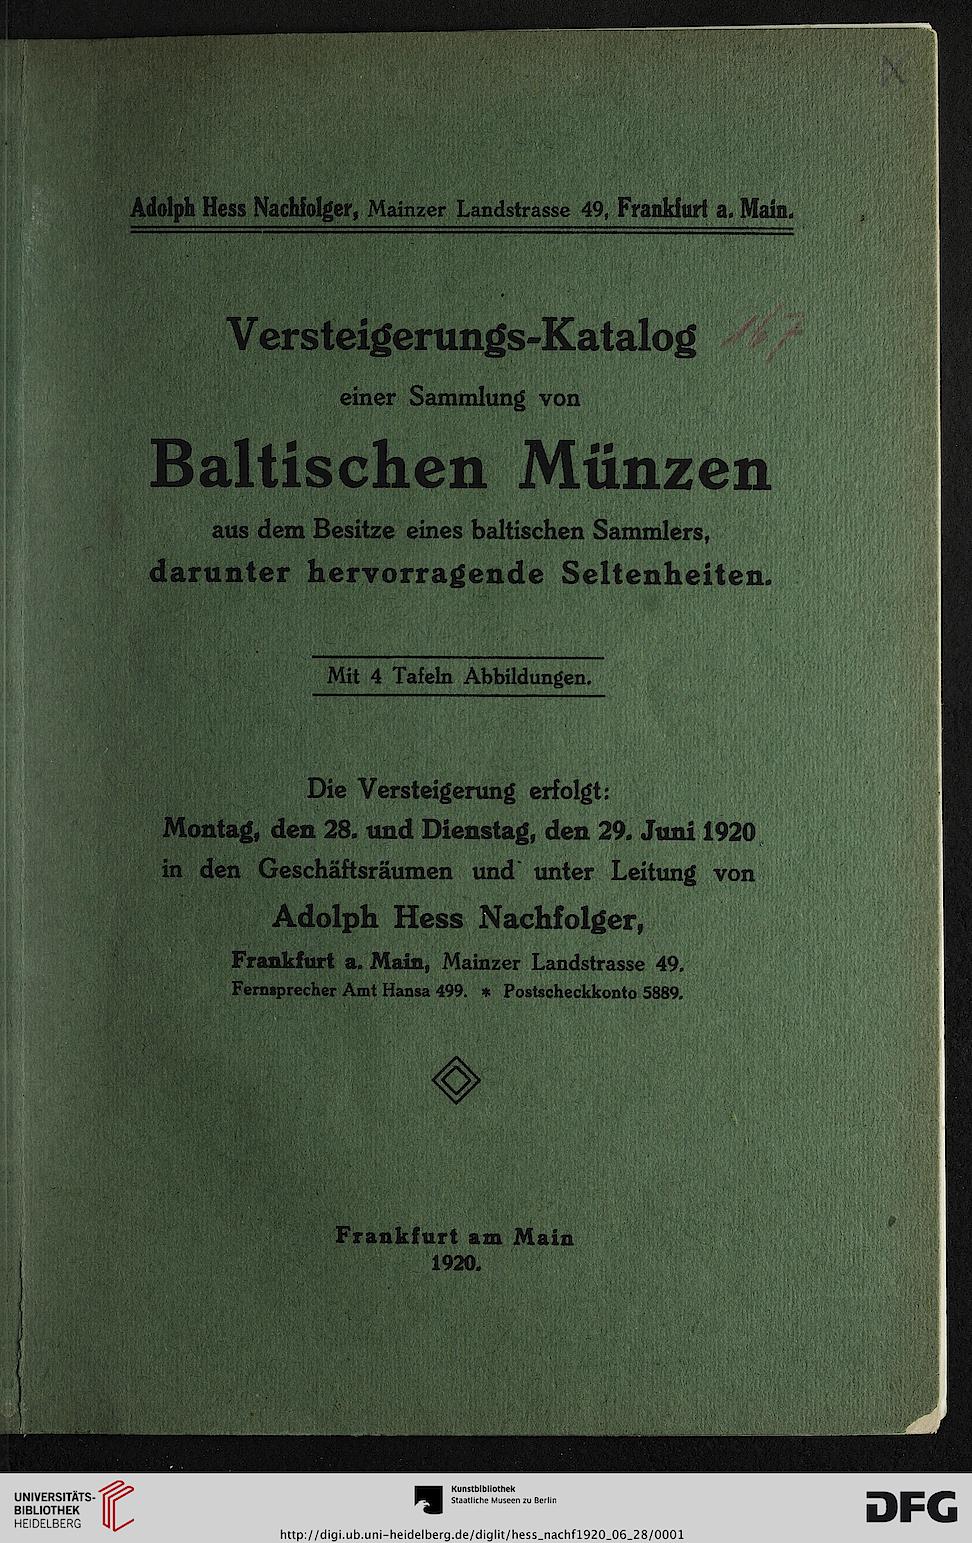 Adolph Hess Nachfolger, Mainzer Landstrasse 49, Frankfurt a. Main.
Versteigerungs-Katalog 167
einer Sammlung von
Baltischen Münzen
aus dem Besitze eines baltischen Sammlers,
darunter hervorragende Seltenheiten.
Mit 4 Tafeln Abbildungen.
Die Versteigerung erfolgt:
Montag, den 28. und Dienstag, den 29. Juni 1920
in den Geschäftsräumen und unter Leitung von
Adolph Hess Nachfolger,
Frankfurt a. Main, Mainzer Landstrasse 49.
Fernsprecher Amt Hansa 499. * Postscheckkonto 5889.
Frankfurt am Main
1920.
UNIVERSITÄTS-
BIBLIOTHEK
HEIDELBERG
Kunstbibliothek
Staatliche Museen zu Berlin
DFG
http://digi.ub.uni-heidelberg.de/diglit/hess_nachf1920_06_28/0001